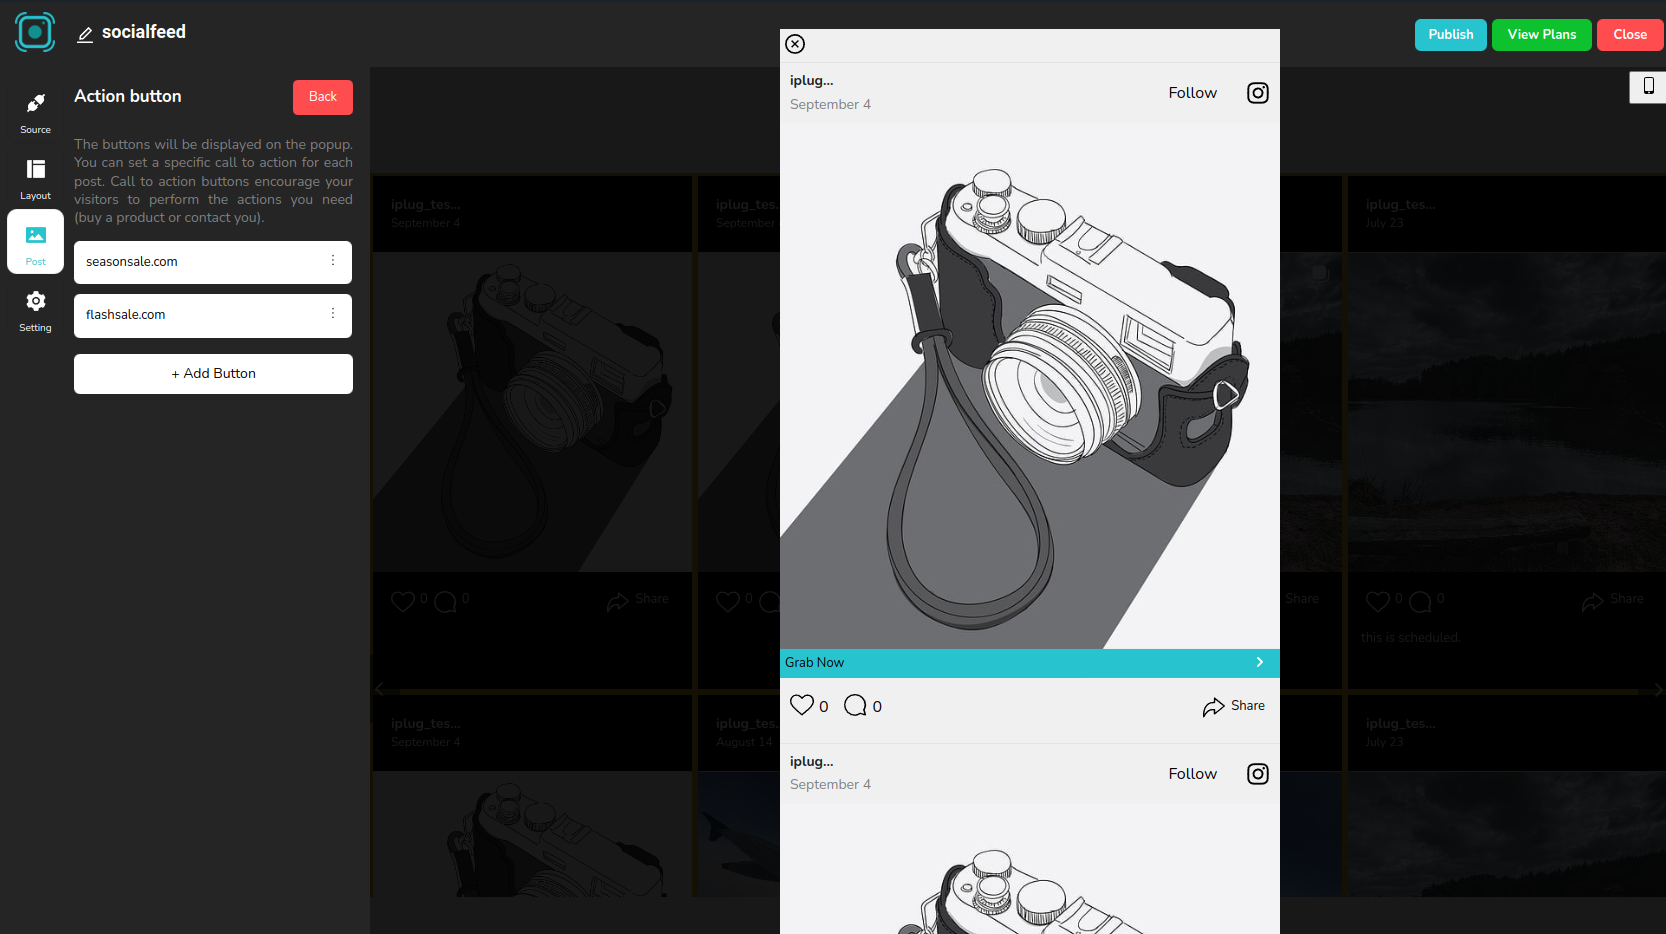 socialfeed
Publish
View Plans
Close
Source
Layout
Post
Setting
Action button
Back
The buttons will be displayed on the popup.
You can set a specific call to action for each
post. Call to action buttons encourage your
visitors to perform the actions you need
(buy a product or contact you).
seasonsale.com
flashsale.com
+ Add Button
iplug_tes...
September 4
0
0
Share
iplug_tes...
September 4
iplug_tes
September
0
iplug_tes
August 14
iplug...
September 4
Follow
Grab Now
0
0
Share
iplug...
September 4
Follow
Share
iplug_tes...
July 23
0
0
Share
this is scheduled.
iplug_tes...
July 23